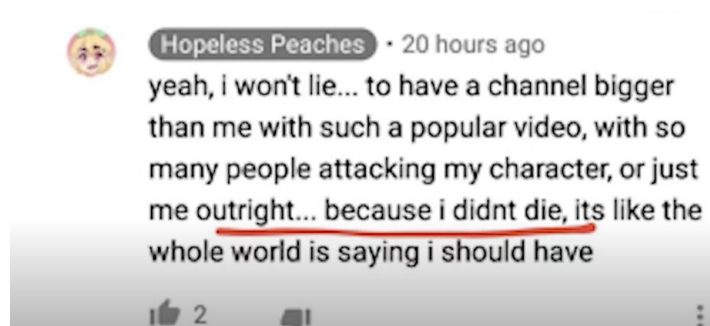 Hopeless Peaches • 20 hours ago
yeah, i won't lie... to have a channel bigger
than me with such a popular video, with so
many people attacking my character, or just
me outright... because i didnt die, its like the
whole world is saying i should have
2